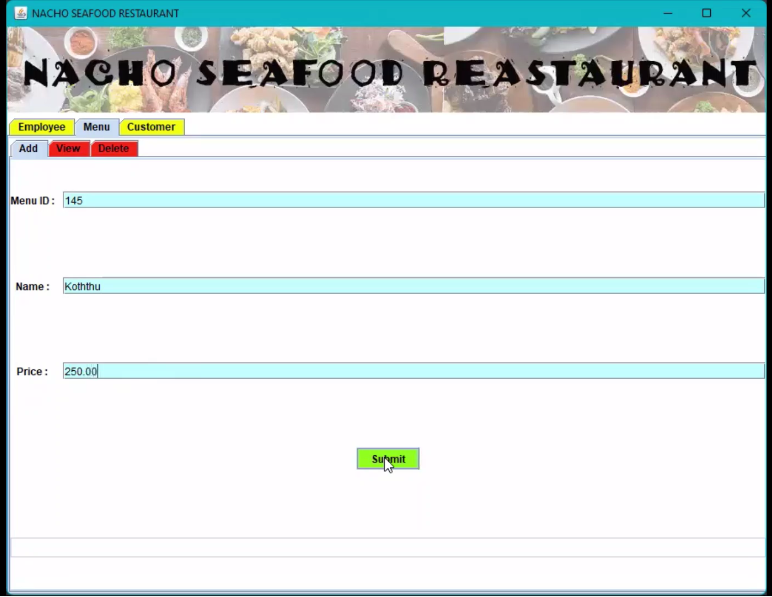 NACHO SEAFOOD RESTAURANT
NACHO SEAFOOD REASTAURANT
Employee Menu Customer
Add View Delete
Menu ID : 145
Name : Koththu
Price : 250.00
Submit